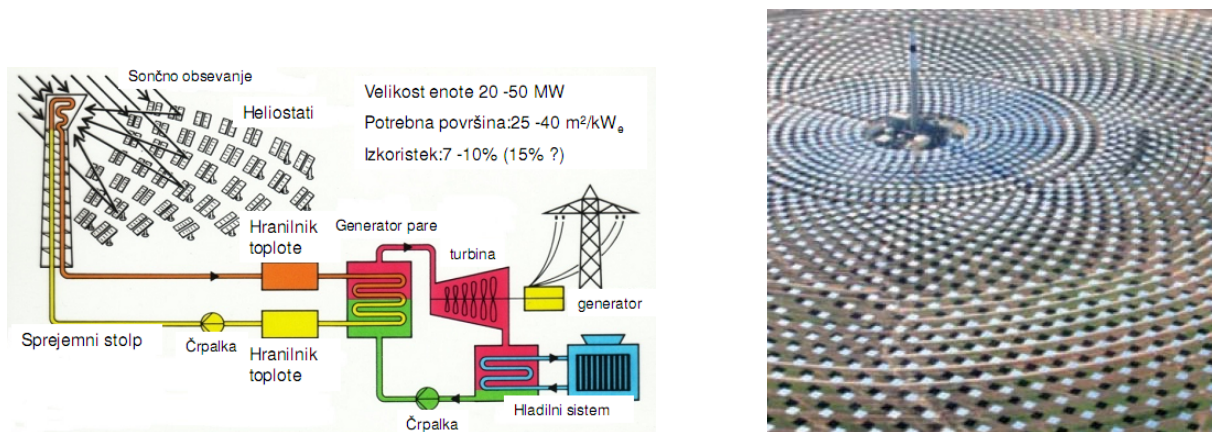 Sončno obsevanje
Heliostati
Velikost enote 20 -50 MW
Potrebna površina:25 -40 m²/kWe
Izkoristek:7 -10% (15% ?)
Hranilnik
toplote
Generator pare
turbina
generator
Sprejemni stolp
Črpalka
Hranilnik
toplote
Črpalka
Hladilni sistem